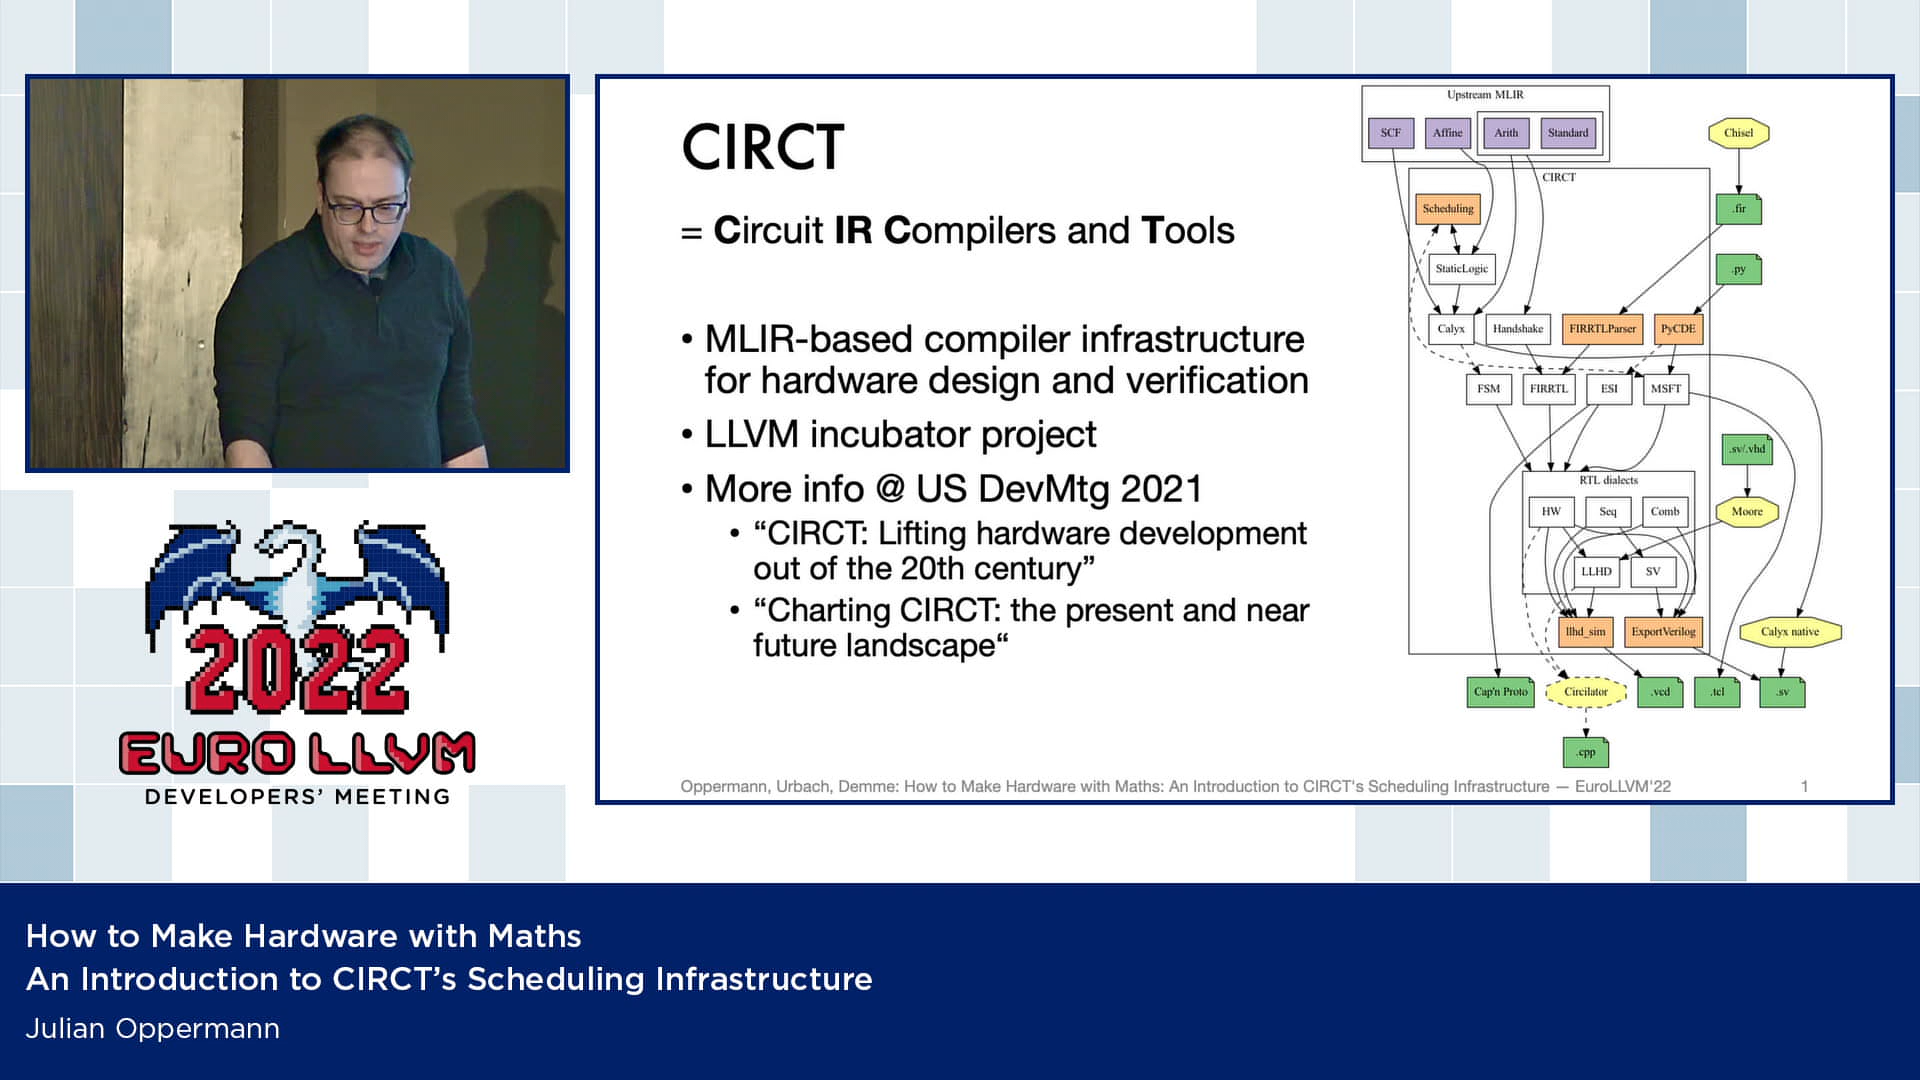 CIRCT
= Circuit IR Compilers and Tools
• MLIR-based compiler infrastructure
for hardware design and verification
• LLVM incubator project
• More info @ US DevMtg 2021
• “CIRCT: Lifting hardware development
out of the 20th century”
• “Charting CIRCT: the present and near
future landscape“
Upstream MLIR
SCF Affine Arith Standard
Chisel
CIRCT
Scheduling
.fir
StaticLogic
.py
Calyx Handshake FIRRTLParser PyCDE
FSM FIRRTL ESI MSFT
.sv/.vhd
RTL dialects
HW Seq Comb
Moore
LLHD SV
llhd_sim ExportVerilog
Calyx native
Cap'n Proto Circilator .vcd .tcl .sv
.cpp
Oppermann, Urbach, Demme: How to Make Hardware with Maths: An Introduction to CIRCT's Scheduling Infrastructure — EuroLLVM'22 1
2022
EURO LLVM
DEVELOPERS’ MEETING
How to Make Hardware with Maths
An Introduction to CIRCT’s Scheduling Infrastructure
Julian Oppermann